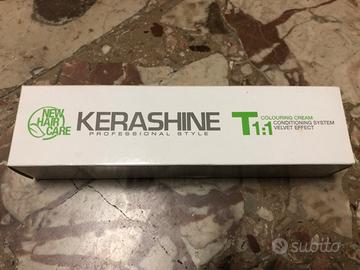 NEW
HAIR
CARE
KERASHINE
PROFESSIONAL STYLE
T1:1
COLOURING CREAM
CONDITIONING SYSTEM
VELVET EFFECT
subito